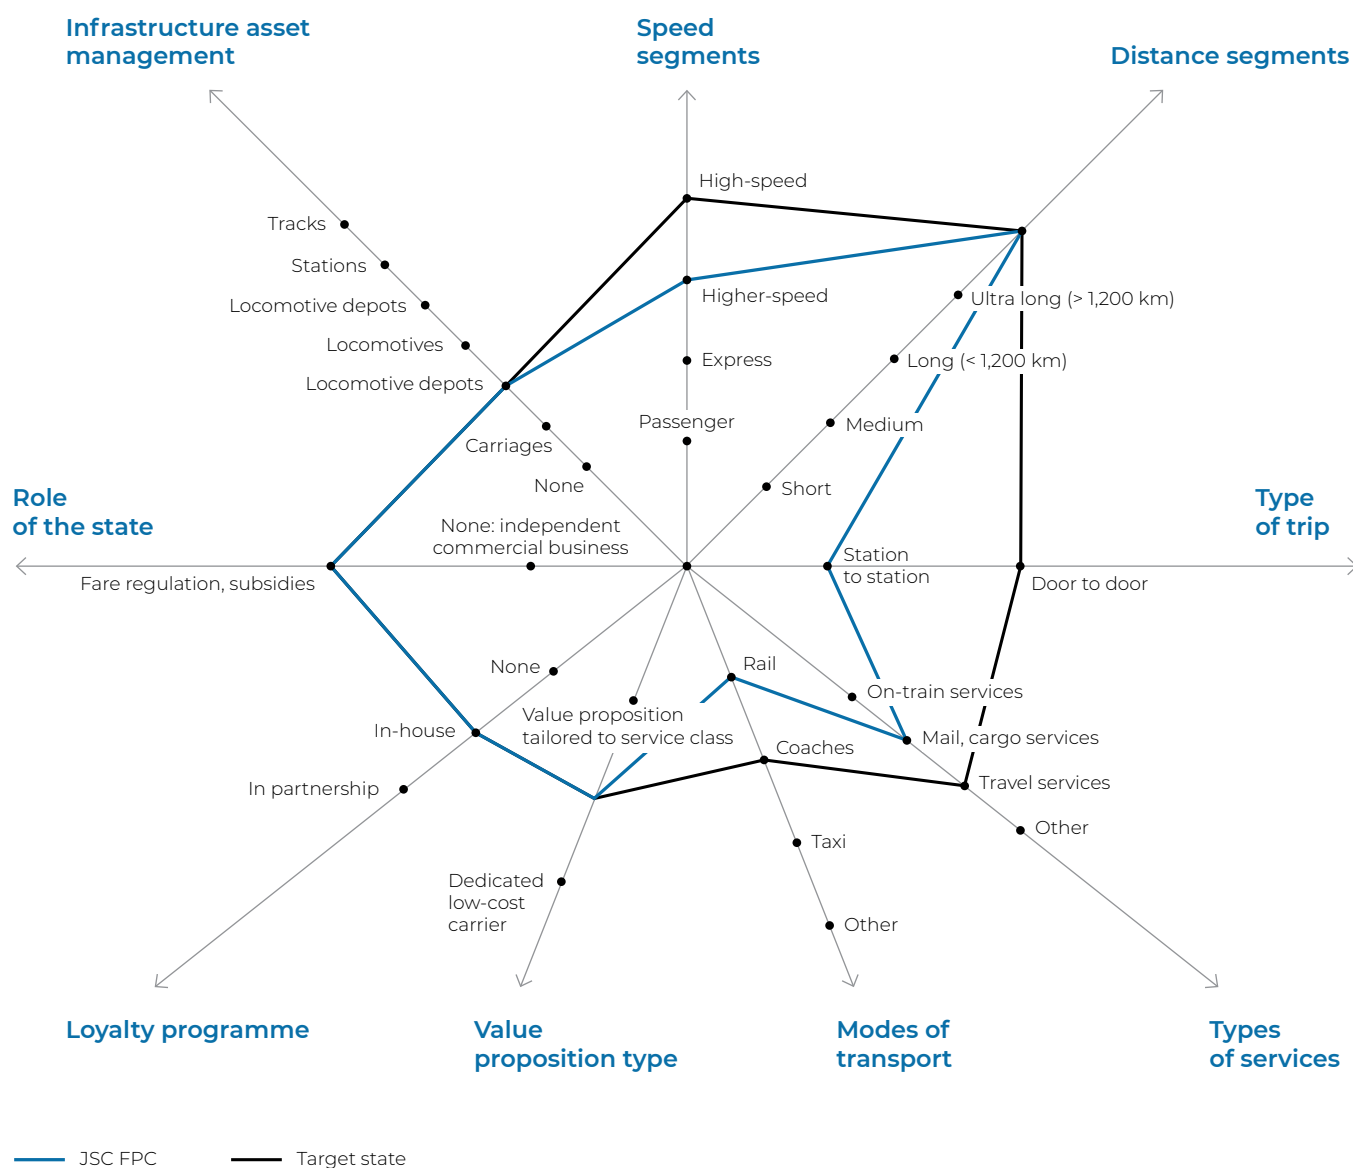 Infrastructure asset
management
Speed
segments
Distance segments
High-speed
Tracks
Stations
Locomotive depots
Higher-speed
Ultra long (> 1,200 km)
Locomotives
Express
Long (< 1,200 km)
Locomotive depots
Passenger
Medium
Carriages
None
Short
Role
of the state
None: independent
commercial business
Type
of trip
Station
to station
Fare regulation, subsidies
Door to door
None
Rail
On-train services
Value proposition
tailored to service class
In-house
Coaches
Mail, cargo services
In partnership
Travel services
Other
Taxi
Dedicated
low-cost
carrier
Other
Loyalty programme
Value
proposition type
Modes of
transport
Types
of services
JSC FPC
Target state